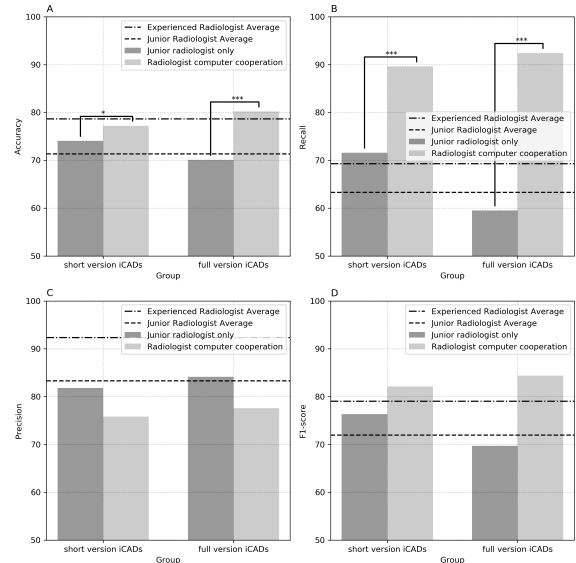 A
Experienced Radiologist Average
Junior Radiologist Average
Junior radiologist only
Radiologist computer cooperation
100
90
80
70
60
50
Accuracy
*
***
short version iCADs
full version iCADs
Group
B
Experienced Radiologist Average
Junior Radiologist Average
Junior radiologist only
Radiologist computer cooperation
100
90
80
70
60
50
Recall
***
***
short version iCADs
full version iCADs
Group
C
Experienced Radiologist Average
Junior Radiologist Average
Junior radiologist only
Radiologist computer cooperation
100
90
80
70
60
50
Precision
short version iCADs
full version iCADs
Group
D
Experienced Radiologist Average
Junior Radiologist Average
Junior radiologist only
Radiologist computer cooperation
100
90
80
70
60
50
F1-score
short version iCADs
full version iCADs
Group